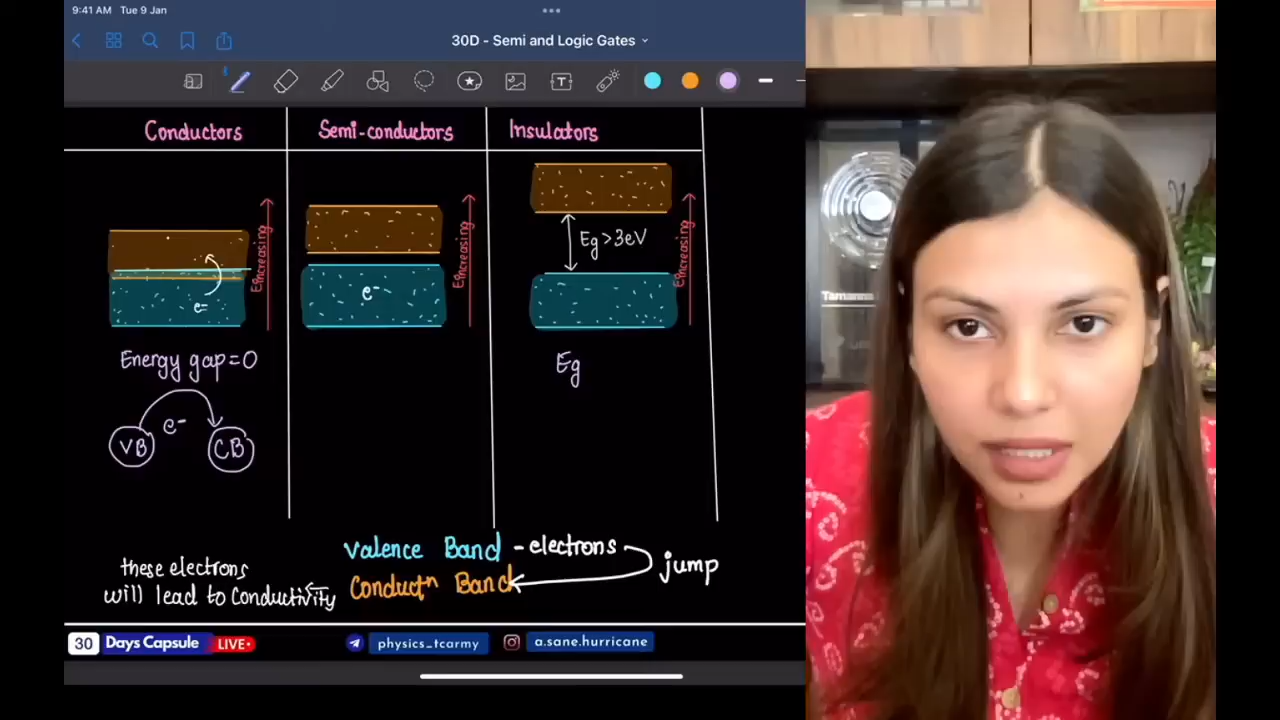 9:41 AM Tue 9 Jan
30D - Semi and Logic Gates
T
Conductors
Semi-conductors
Insulators
Eg>3eV
Increasing
Increasing
Increasing
e-
e-
Energy gap=0
Eg
e-
VB
CB
Valence Band - electrons
jump
Conductn Band
these electrons
will lead to conductivity
30 Days Capsule LIVE
physics_tcarmy
a.sane.hurricane